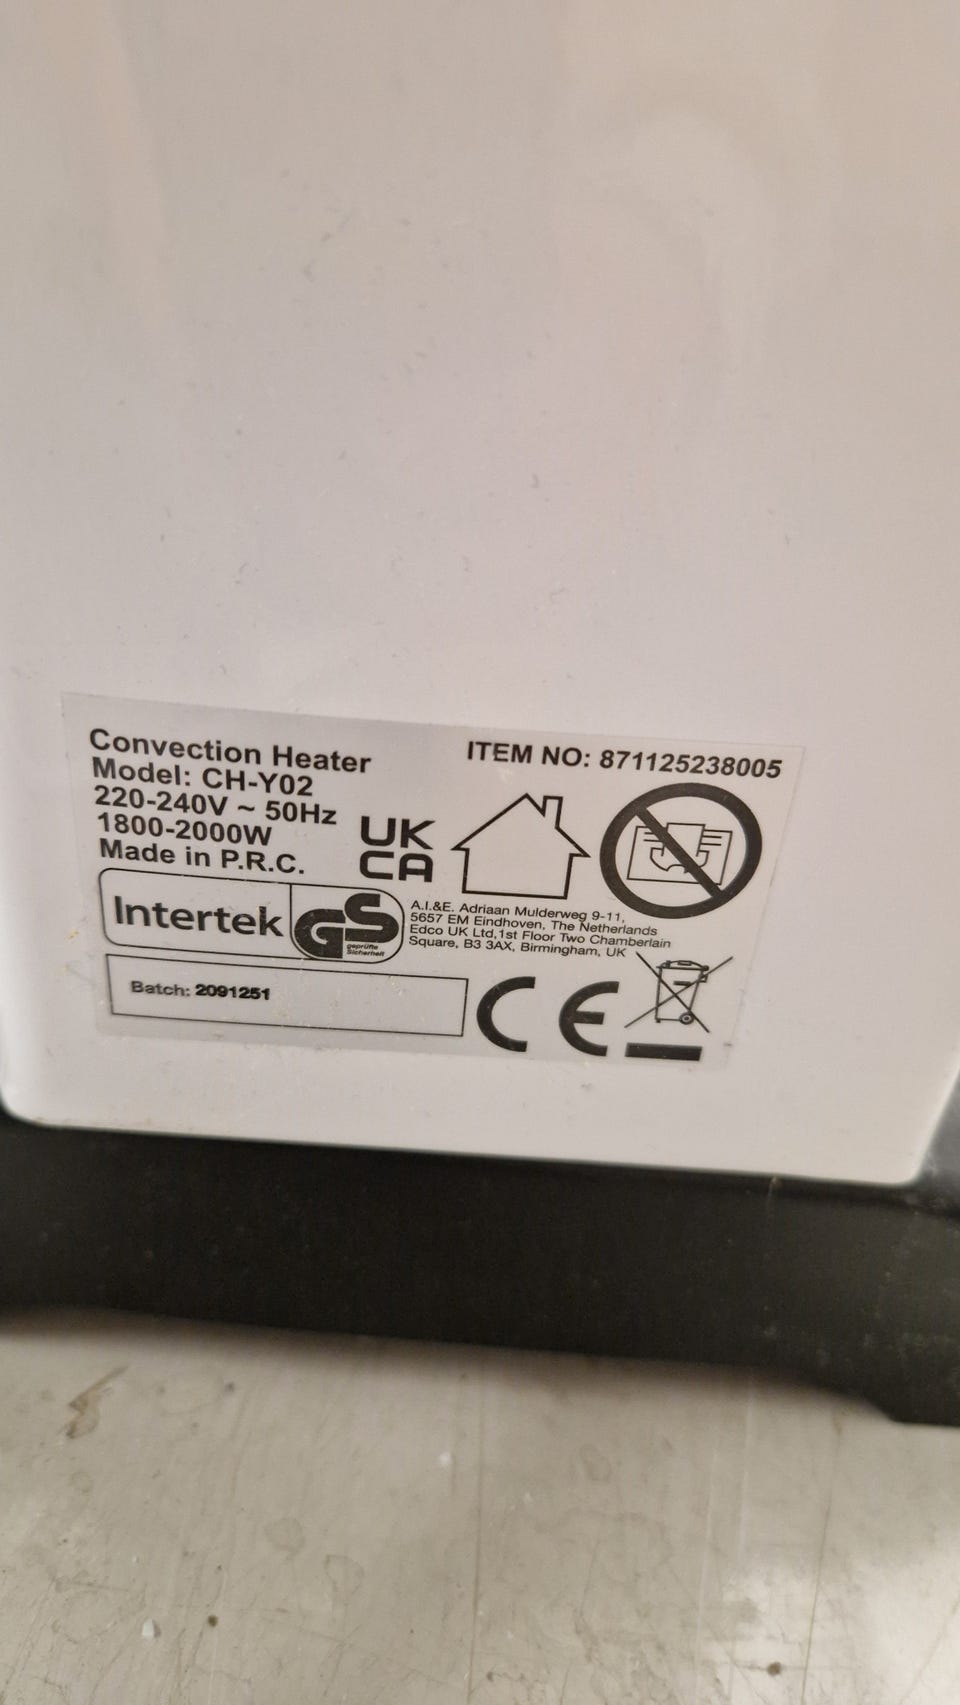 Convection Heater
Model: CH-Y02
220-240V ~ 50Hz
1800-2000W
Made in P.R.C.
ITEM NO: 871125238005
UK
CA
Intertek
GS
geprüfte
Sicherheit
A.I.&E. Adriaan Mulderweg 9-11,
5657 EM Eindhoven, The Netherlands
Edco UK Ltd,1st Floor Two Chamberlain
Square, B3 3AX, Birmingham, UK
Batch: 2091251
CE